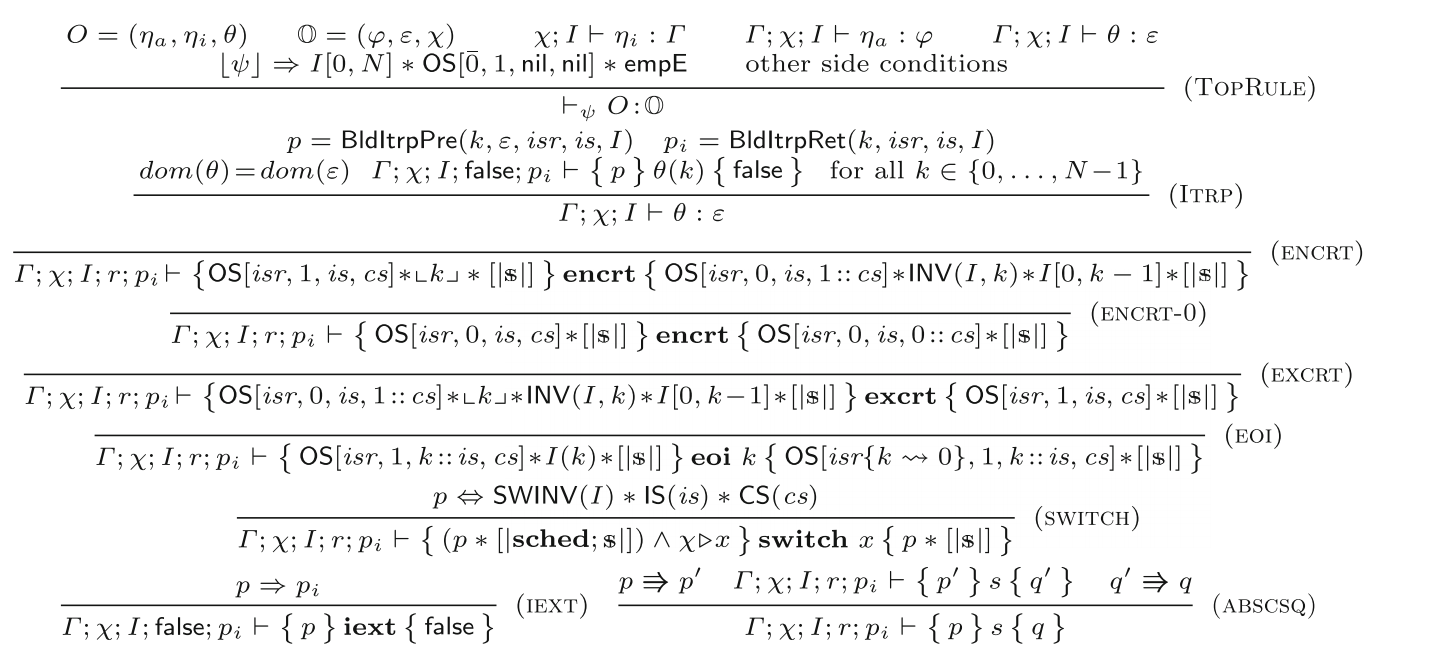 O = (η_a, η_i, θ) 𝕆 = (φ, ε, χ) χ; I ⊢ η_i : Γ Γ; χ; I ⊢ η_a : φ Γ; χ; I ⊢ θ : ε
⌊ψ⌋ ⇒ I[0, N] ∗ OS[0̄, 1, nil, nil] ∗ empE other side conditions
(TOPRULE)
⊢_ψ O : 𝕆
p = BldItrpPre(k, ε, isr, is, I) p_i = BldItrpRet(k, isr, is, I)
dom(θ) = dom(ε) Γ; χ; I; false; p_i ⊢ { p } θ(k) { false } for all k ∈ {0, . . . , N − 1}
(ITRP)
Γ; χ; I ⊢ θ : ε
(ENCRT)
Γ; χ; I; r; p_i ⊢ { OS[isr, 1, is, cs] ∗ ⌞k⌟ ∗ [|𝕤|] } encrt { OS[isr, 0, is, 1 :: cs] ∗ INV(I, k) ∗ I[0, k − 1] ∗ [|𝕤|] }
(ENCRT-0)
Γ; χ; I; r; p_i ⊢ { OS[isr, 0, is, cs] ∗ [|𝕤|] } encrt { OS[isr, 0, is, 0 :: cs] ∗ [|𝕤|] }
(EXCRT)
Γ; χ; I; r; p_i ⊢ { OS[isr, 0, is, 1 :: cs] ∗ ⌞k⌟ ∗ INV(I, k) ∗ I[0, k − 1] ∗ [|𝕤|] } excrt { OS[isr, 1, is, cs] ∗ [|𝕤|] }
(EOI)
Γ; χ; I; r; p_i ⊢ { OS[isr, 1, k :: is, cs] ∗ I(k) ∗ [|𝕤|] } eoi k { OS[isr{k ⇝ 0}, 1, k :: is, cs] ∗ [|𝕤|] }
p ⇔ SWINV(I) ∗ IS(is) ∗ CS(cs)
(SWITCH)
Γ; χ; I; r; p_i ⊢ { (p ∗ [|sched; 𝕤|]) ∧ χ ▹ x } switch x { p ∗ [|𝕤|] }
p ⇒ p_i
(IEXT)
Γ; χ; I; false; p_i ⊢ { p } iext { false }
p ⇛ p′ Γ; χ; I; r; p_i ⊢ { p′ } s { q′ } q′ ⇛ q
(ABSCSQ)
Γ; χ; I; r; p_i ⊢ { p } s { q }